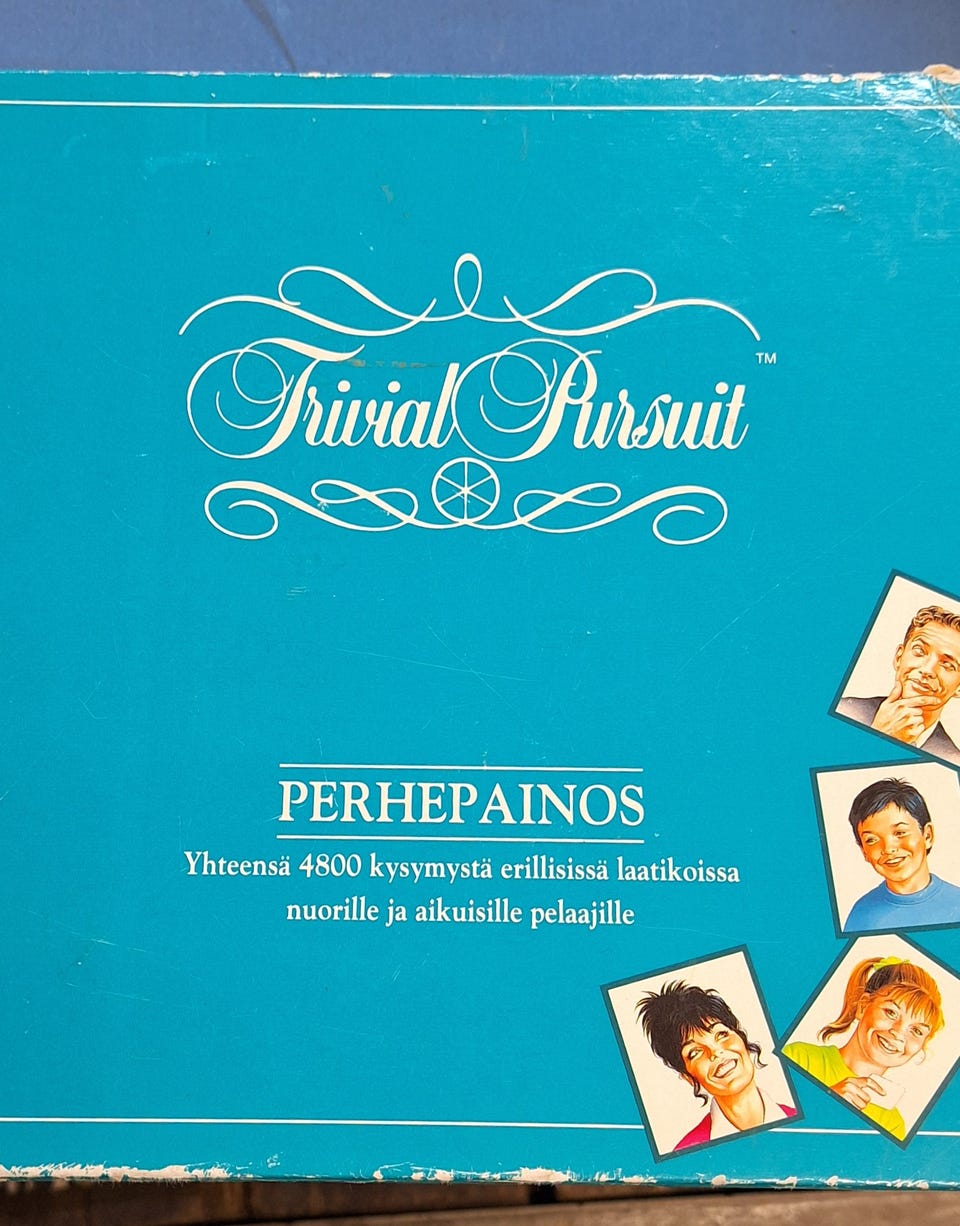 Trivial Pursuit™
PERHEPAINOS
Yhteensä 4800 kysymystä erillisissä laatikoissa
nuorille ja aikuisille pelaajille